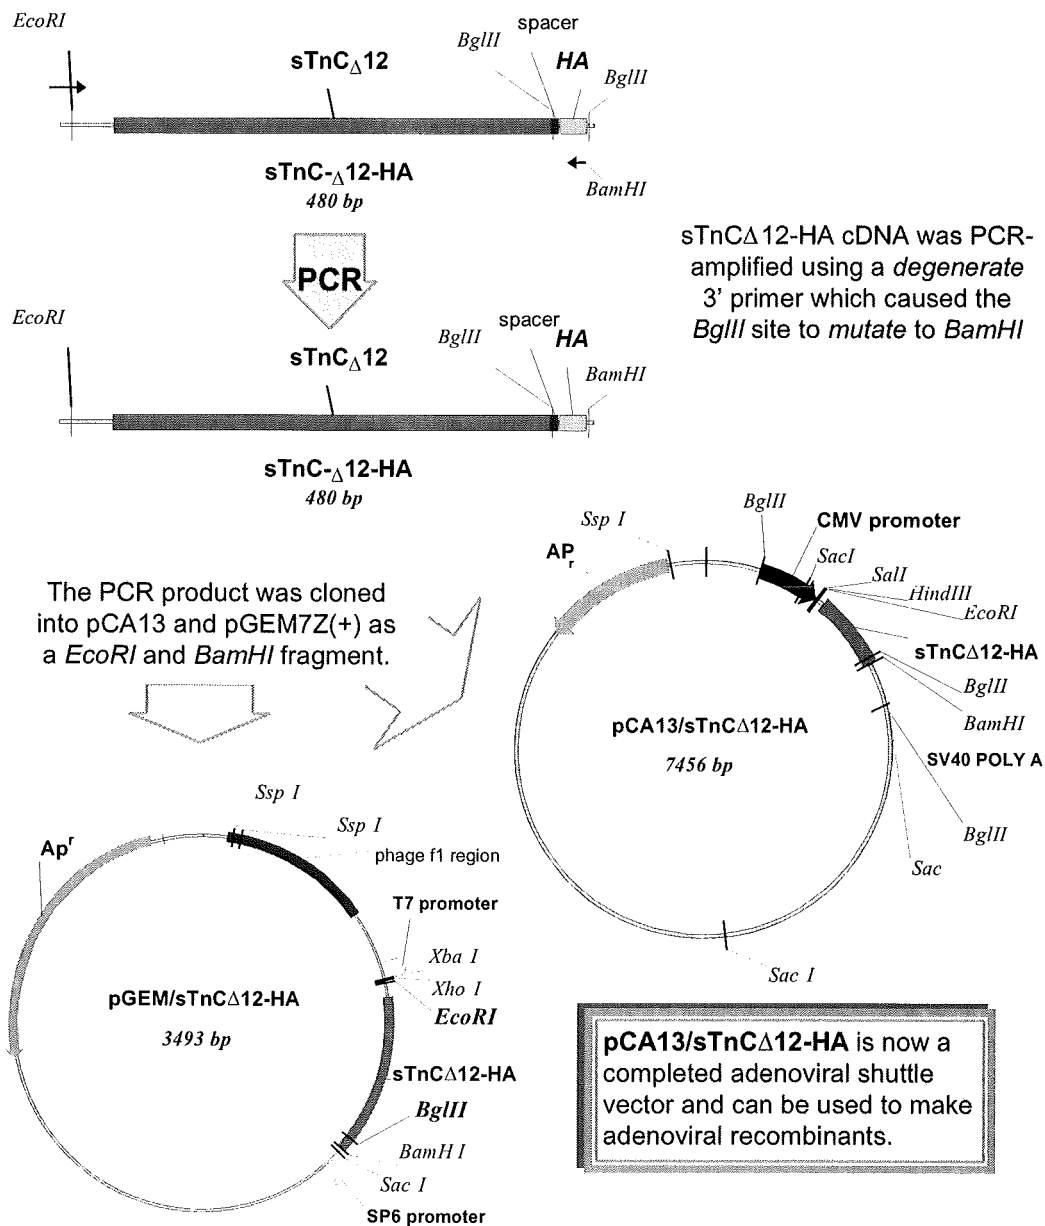 EcoRI
spacer
sTnCΔ12
BglII
HA
BglII
sTnC-Δ12-HA
480 bp
BamHI
PCR
sTnCΔ12-HA cDNA was PCR-
amplified using a degenerate
3' primer which caused the
BglII site to mutate to BamHI
EcoRI
spacer
sTnCΔ12
BglII
HA
BamHI
sTnC-Δ12-HA
480 bp
The PCR product was cloned
into pCA13 and pGEM7Z(+) as
a EcoRI and BamHI fragment.
BglII
Ssp I
CMV promoter
APr
SacI
SalI
HindIII
EcoRI
sTnCΔ12-HA
BglII
BamHI
pCA13/sTnCΔ12-HA
7456 bp
SV40 POLY A
BglII
Sac
Sac I
Ssp I
Ssp I
Apr
phage f1 region
T7 promoter
Xba I
Xho I
EcoRI
pGEM/sTnCΔ12-HA
3493 bp
sTnCΔ12-HA
BglII
BamH I
Sac I
SP6 promoter
pCA13/sTnCΔ12-HA is now a
completed adenoviral shuttle
vector and can be used to make
adenoviral recombinants.